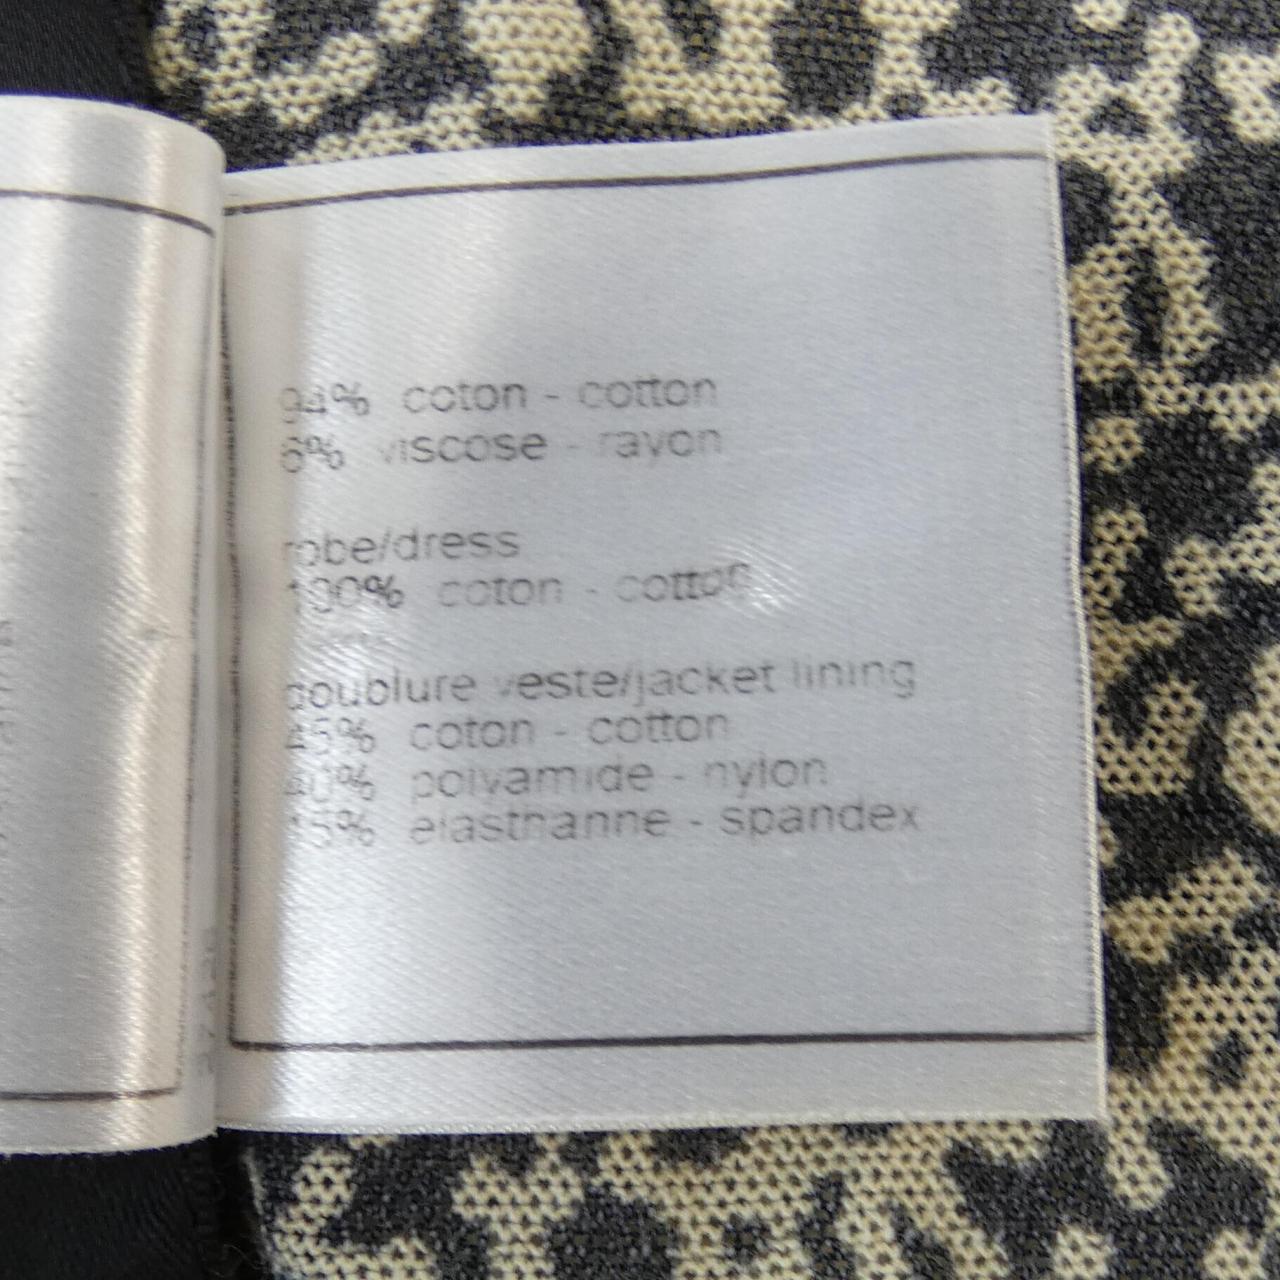 94% coton - cotton
6% viscose - rayon
robe/dress
100% coton - cotton
doublure veste/jacket lining
45% coton - cotton
40% polyamide - nylon
15% elasthanne - spandex